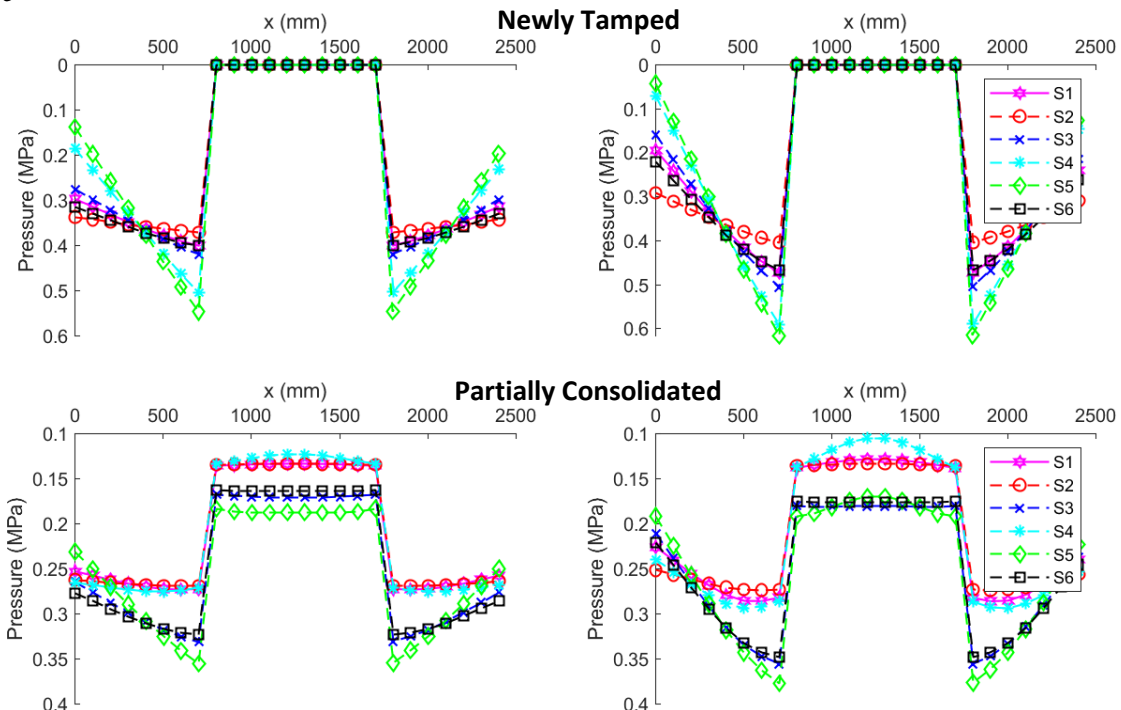 Newly Tamped
x (mm)
0 500 1000 1500 2000 2500
0
0.1
0.2
0.3
0.4
0.5
0.6
Pressure (MPa)
x (mm)
0 500 1000 1500 2000 2500
0
0.1
0.2
0.3
0.4
0.5
0.6
Pressure (MPa)
S1
S2
S3
S4
S5
S6
Partially Consolidated
x (mm)
0 500 1000 1500 2000 2500
0.1
0.15
0.2
0.25
0.3
0.35
0.4
Pressure (MPa)
x (mm)
0 500 1000 1500 2000 2500
0.1
0.15
0.2
0.25
0.3
0.35
0.4
Pressure (MPa)
S1
S2
S3
S4
S5
S6